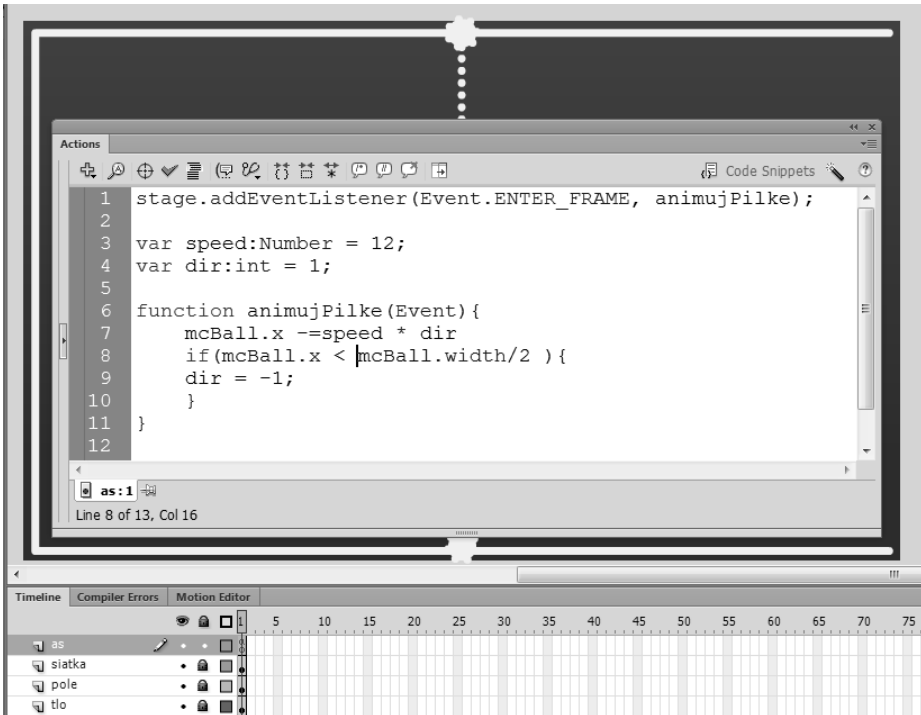 Actions
Code Snippets
1 stage.addEventListener(Event.ENTER_FRAME, animujPilke);
2
3 var speed:Number = 12;
4 var dir:int = 1;
5
6 function animujPilke(Event){
7 mcBall.x -=speed * dir
8 if(mcBall.x < mcBall.width/2 ){
9 dir = -1;
10 }
11 }
12
as:1
Line 8 of 13, Col 16
Timeline Compiler Errors Motion Editor
1 5 10 15 20 25 30 35 40 45 50 55 60 65 70 75
as
siatka
pole
tlo